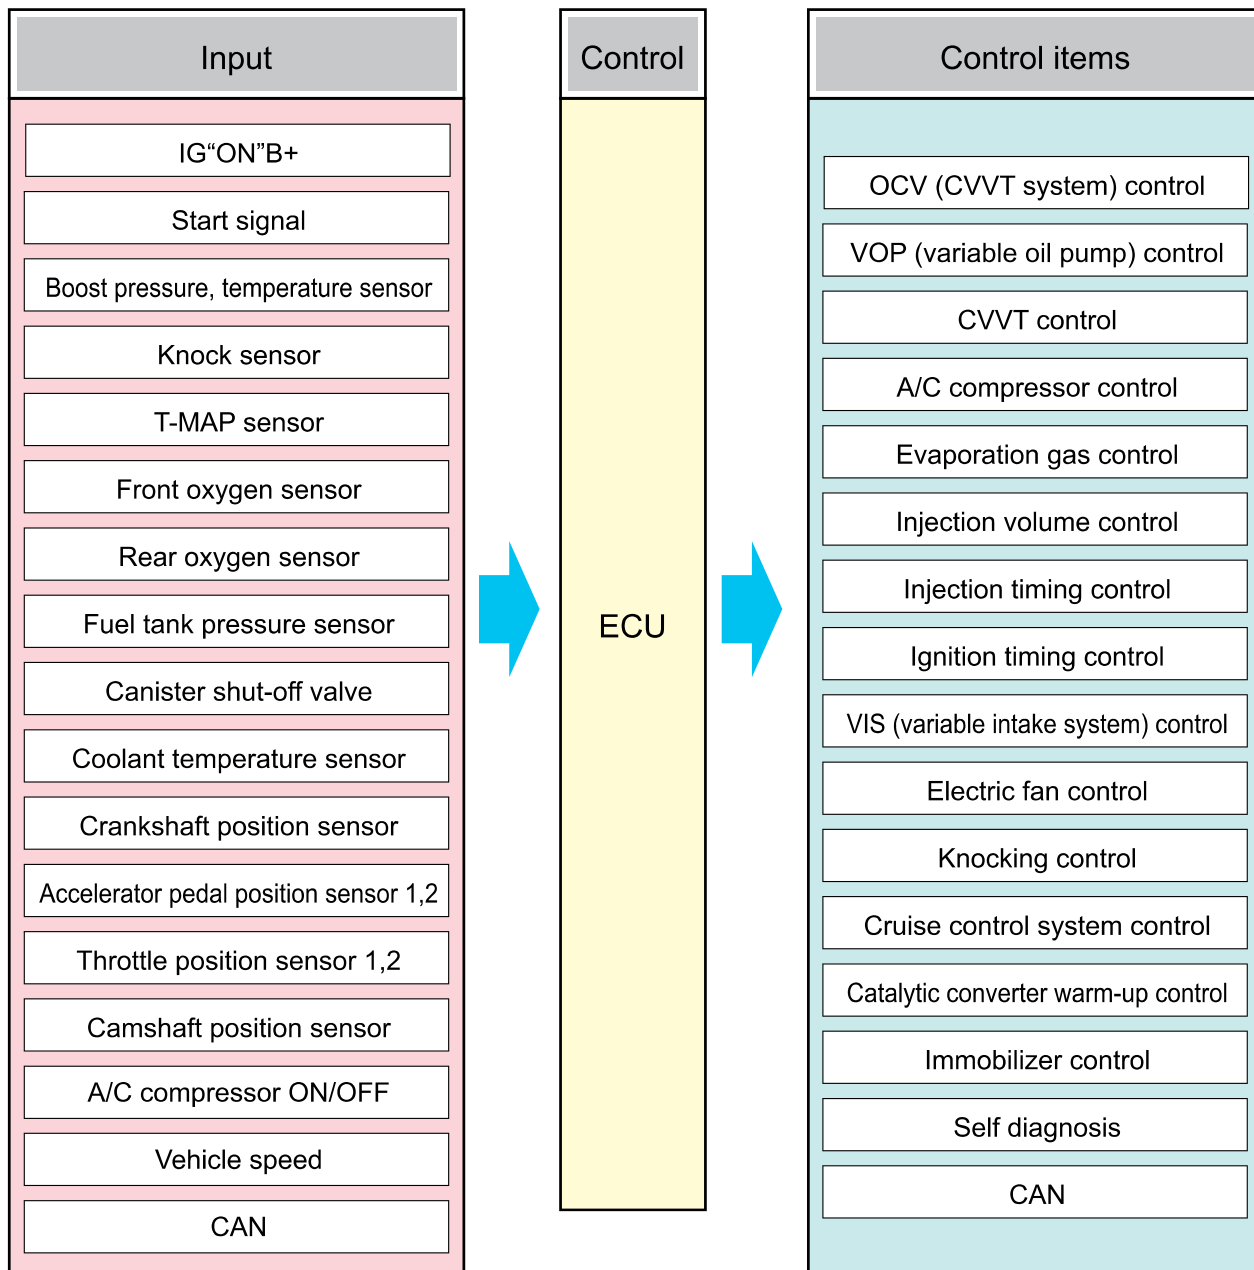 Input
IG“ON”B+
Start signal
Boost pressure, temperature sensor
Knock sensor
T-MAP sensor
Front oxygen sensor
Rear oxygen sensor
Fuel tank pressure sensor
Canister shut-off valve
Coolant temperature sensor
Crankshaft position sensor
Accelerator pedal position sensor 1,2
Throttle position sensor 1,2
Camshaft position sensor
A/C compressor ON/OFF
Vehicle speed
CAN
Control
ECU
Control items
OCV (CVVT system) control
VOP (variable oil pump) control
CVVT control
A/C compressor control
Evaporation gas control
Injection volume control
Injection timing control
Ignition timing control
VIS (variable intake system) control
Electric fan control
Knocking control
Cruise control system control
Catalytic converter warm-up control
Immobilizer control
Self diagnosis
CAN